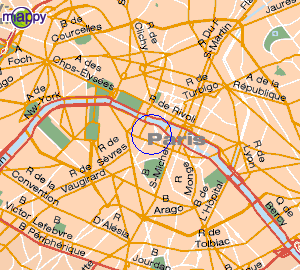 mappy
B de
Courcelles
R de
Clichy
R Du F
St-Martin
Jaures
Foch
A des
Chps-Elysées
R de
Turbigo
A de la
République
A de
Nw-York
R de Rivoli
Paris
R de
Sèvres
B
St-Michel
R
Monge
R de
Lyon
R de la
Convention
R de
Vaugirard
B de
L'Hôpital
Q de
Bercy
B
Victor Lefebvre
R
D'Alésia
B
Arago
B Périphérique
R de
Tolbiac
B
Jourdan